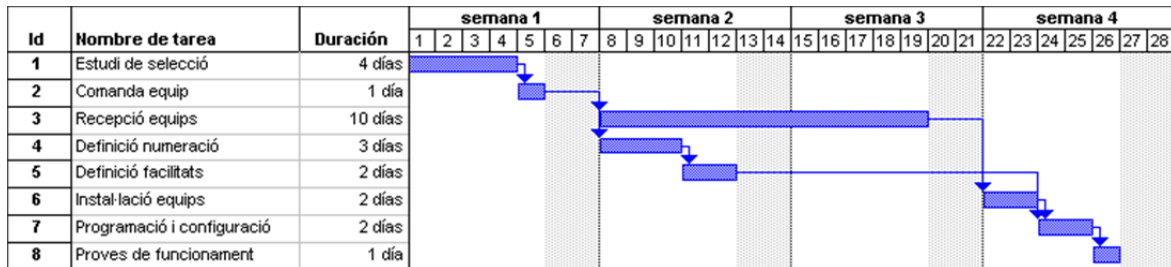 semana 1 semana 2 semana 3 semana 4
Id Nombre de tarea Duración 1 2 3 4 5 6 7 8 9 10 11 12 13 14 15 16 17 18 19 20 21 22 23 24 25 26 27 28
1 Estudi de selecció 4 días
2 Comanda equip 1 día
3 Recepció equips 10 días
4 Definició numeració 3 días
5 Definició facilitats 2 días
6 Instal·lació equips 2 días
7 Programació i configuració 2 días
8 Proves de funcionament 1 día